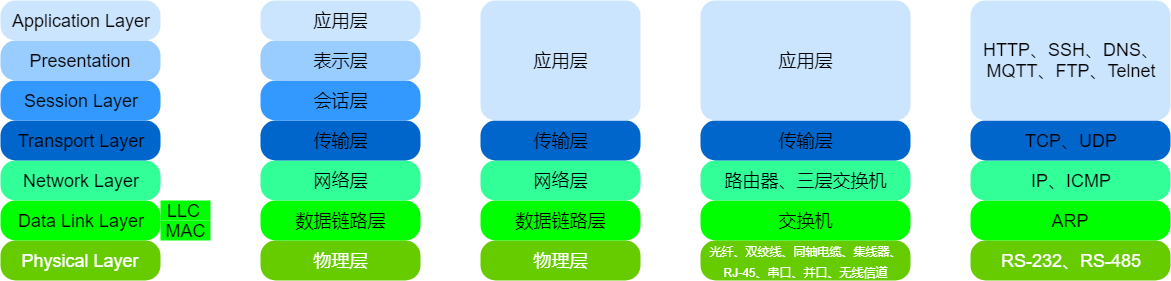 Application Layer
Presentation
Session Layer
Transport Layer
Network Layer
Data Link Layer
LLC
MAC
Physical Layer
应用层
表示层
会话层
传输层
网络层
数据链路层
物理层
应用层
传输层
网络层
数据链路层
物理层
应用层
传输层
路由器、三层交换机
交换机
光纤、双绞线、同轴电缆、集线器、
RJ-45、串口、并口、无线信道
HTTP、SSH、DNS、
MQTT、FTP、Telnet
TCP、UDP
IP、ICMP
ARP
RS-232、RS-485